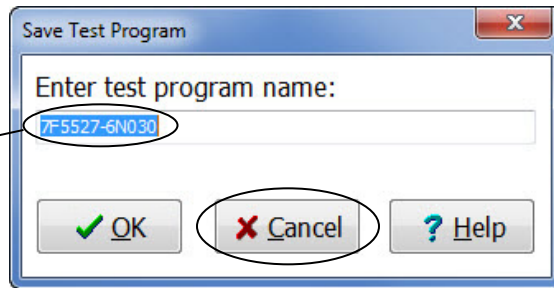 Save Test Program
Enter test program name:
7F5527-6N030
OK Cancel ? Help